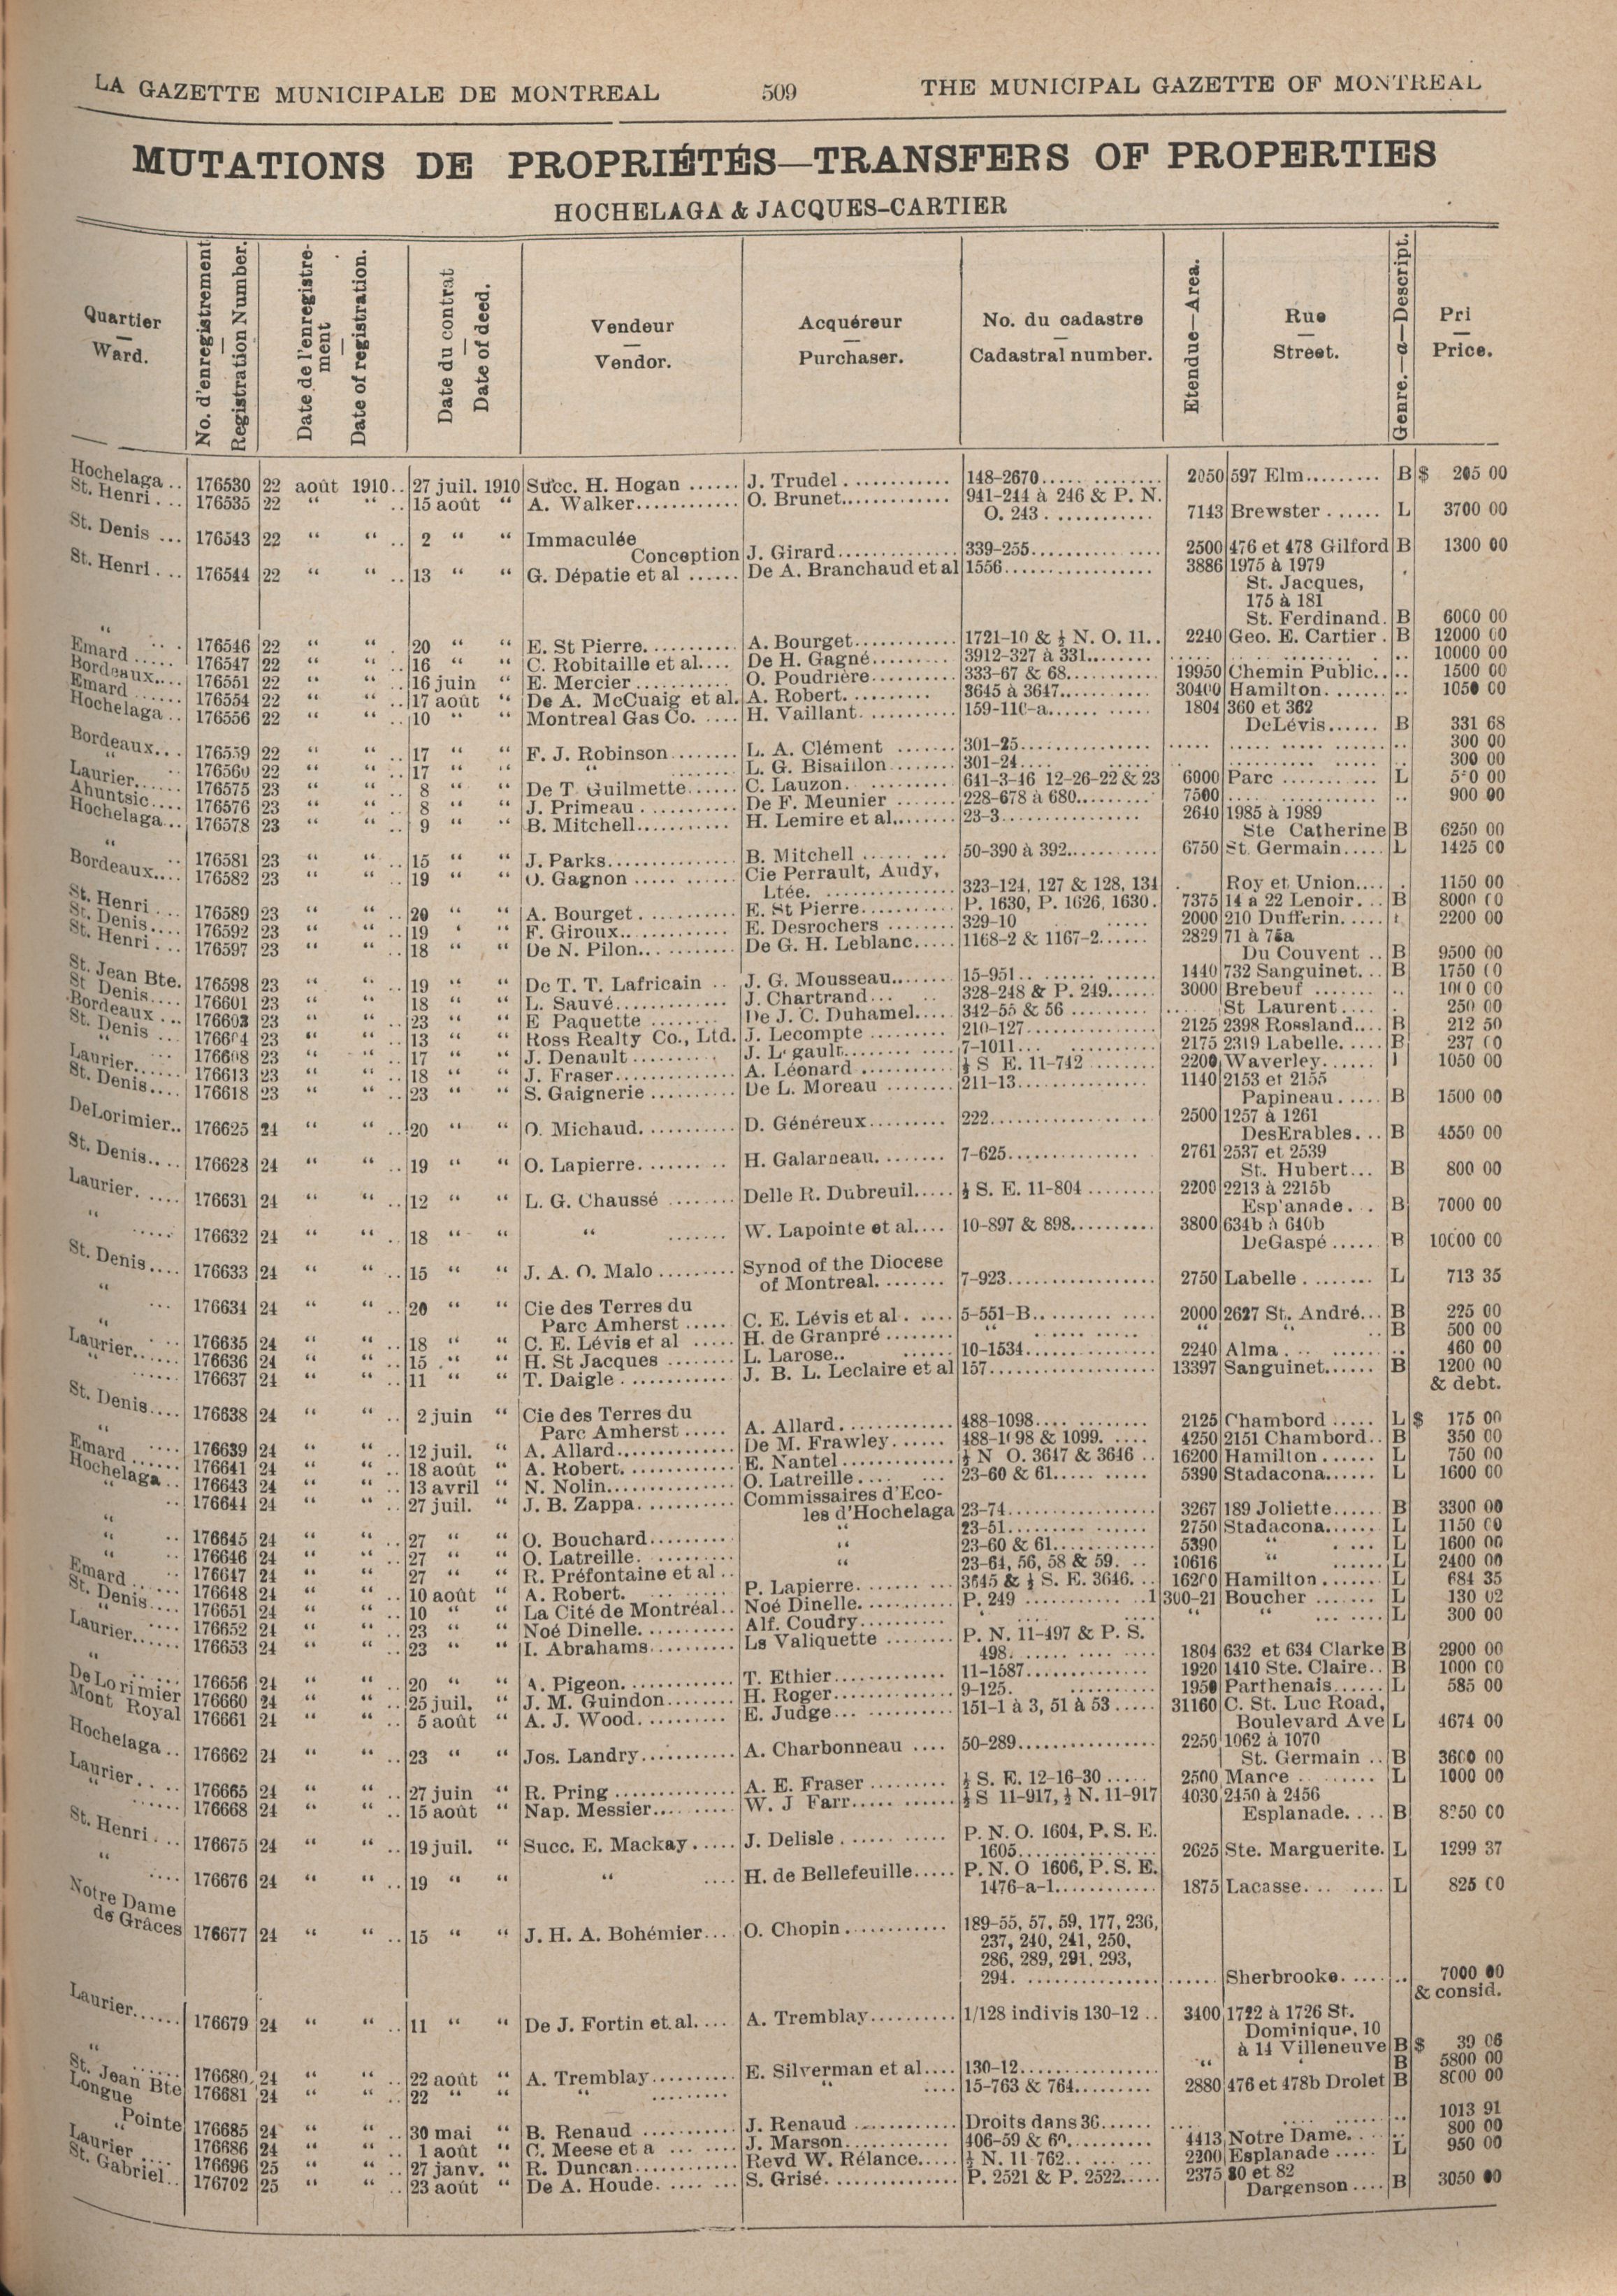 LA GAZETTE MUNICIPALE DE MONTREAL 509 THE MUNICIPAL GAZETTE OF MONTREAL
MUTATIONS DE PROPRIÉTÉS—TRANSFERS OF PROPERTIES
HOCHELAGA & JACQUES-CARTIER
Quartier — Ward. | No. d'enregistrement — Registration Number. | Date de l'enregistrement — Date of registration. | Date du contrat — Date of deed. | Vendeur — Vendor. | Acquéreur — Purchaser. | No. du cadastre — Cadastral number. | Etendue—Area. | Rue — Street. | Genre.—a—Descript. | Pri — Price.
Hochelaga .. 176530 22 août 1910.. 27 juil. 1910 Succ. H. Hogan ...... J. Trudel ............ 148-2670............ 2050 597 Elm......... B $ 205 00
St. Henri ... 176535 22 " " .. 15 août " A. Walker............ O. Brunet............ 941-244 à 246 & P. N.
O. 243. ........... 7143 Brewster ...... L 3700 00
St. Denis ... 176543 22 " " .. 2 " " Immaculée
Conception J. Girard.............. 339-255............... 2500 476 et 478 Gilford B 1300 00
St. Henri ... 176544 22 " " .. 13 " " G. Dépatie et al ...... De A. Branchaud et al 1556.................. 3886 1975 à 1979
St. Jacques,
175 à 181
St. Ferdinand. B 6000 00
" ... 176546 22 " " . 20 " " E. St Pierre. .......... A. Bourget............ 1721-10 & ½ N. O. 11.. 2240 Geo. E. Cartier . B 12000 00
Emard ..... 176547 22 " " .. 16 " " C. Robitaille et al.... De H. Gagné......... 3912-327 à 331........ ..... ............ .. 10000 00
Bordeaux.... 176551 22 " " .. 16 juin " E. Mercier........... O. Poudrière......... 333-67 & 68.......... 19950 Chemin Public.... 1500 00
Emard ...... 176554 22 " " .. 17 août " De A. McCuaig et al. A. Robert.......... 3645 à 3647........... 30400 Hamilton. ....... .. 1050 00
Hochelaga .. 176556 22 " " .. 10 " " Montreal Gas Co. .... H. Vaillant........... 159-110-a........... 1804 360 et 362
DeLévis...... B 331 68
Bordeaux... 176559 22 " " .. 17 " " F. J. Robinson........ L. A. Clément ....... 301-25.............. ..... ............ .. 300 00
" 176560 22 " " .. 17 " " " ....... L. G. Bisaillon....... 301-24.... ............ .. 300 00
Laurier..... 176575 23 " " .. 8 " " De T. Guilmette...... C. Lauzon. .......... 641-3-46 12-26-22 & 23 6000 Parc ........... L 00
Ahuntsic.... 176576 23 " " .. 8 " " J. Primeau ........... De F. Meunier ....... 228-678 à 680......... 7500 ............ .. 900 00
Hochelaga... 176578 23 " " .. 9 " " B. Mitchell........... H. Lemire et al....... 23-3................ 2640 1985 à 1989
Ste Catherine B 6250 00
" .. 176581 23 " " .. 15 " " J. Parks.............. B. Mitchell ......... 50-390 à 392.......... 6750 St. Germain..... L 1425 00
Bordeaux.... 176582 23 " " .. 19 " " O. Gagnon ........... Cie Perrault, Audy,
Ltée. .............. 323-124, 127 & 128, 134 . Roy et Union.... . 1150 00
St. Henri ... 176589 23 " " .. 20 " " A. Bourget........... E. St Pierre........... P. 1630, P. 1626, 1630. 7375 14 a 22 Lenoir... B 8000 00
St. Denis.... 176592 23 " " .. 19 " " F. Giroux............ E. Desrochers ........ 329-10 ..... 2000 210 Dufferin...... 2200 00
St. Henri ... 176597 23 " " .. 18 " " De N. Pilon.......... De G. H. Leblanc..... 1168-2 & 1167-2...... 2829 71 à
Du Couvent .. B 9500 00
St. Jean Bte. 176598 23 " " .. 19 " " De T. T. Lafricain .. J. G. Mousseau....... 15-951.............. 1440 732 Sanguinet... B 1750 00
St Denis.... 176601 23 " " .. 18 " " L. Sauvé............. J. Chartrand... .. 328-248 & P. 249...... 3000 Brebeuf ....... .. 1000 00
Bordeaux ... 176603 23 " " .. 23 " " E Paquette ........ De J. C. Duhamel.... 342-55 & 56 ......... ..... St Laurent.... . 250 00
St. Denis ... 176604 23 " " .. 13 " " Ross Realty Co., Ltd. J. Lecompte ......... 210-127.............. 2125 2398 Rossland.... B 212 50
" ... 176608 23 " " .. 17 " " J. Denault.......... J. L gault............ 7-1011.............. 2175 2319 Labelle..... B 237 00
Laurier...... 176613 23 " " .. 18 " " J. Fraser............. A. Léonard .......... ½ S E. 11-742 ........ 2200 Waverley...... 1050 00
St. Denis.... 176618 23 " " .. 23 " " S. Gaignerie .......... De L. Moreau ........ 211-13............... 1140 2153 et 2155
Papineau..... B 1500 00
DeLorimier.. 176625 24 " " .. 20 " " O. Michaud........... D. Généreux......... 222.................. 2500 1257 à 1261
DesErables... B 4550 00
St. Denis.... 176628 24 " " .. 19 " " O. Lapierre.......... H. Galarneau........ 7-625............... 2761 2537 et 2539
St. Hubert... B 800 00
Laurier..... 176631 24 " " .. 12 " " L. G. Chaussé ........ Delle R. Dubreuil..... ½ S. E. 11-804 ........ 2200 2213 à 2215b
Esp'anade... B 7000 00
" ..... 176632 24 " " .. 18 " " " ....... W. Lapointe et al.... 10-897 & 898.......... 3800 634b à 640b
DeGaspé ..... B 10000 00
St. Denis.... 176633 24 " " .. 15 " " J. A. O. Malo......... Synod of the Diocese
of Montreal........ 7-923................ 2750 Labelle ........ L 713 35
" ... 176634 24 " " .. 20 " " Cie des Terres du
Parc Amherst ..... C. E. Lévis et al..... 5-551-B............. 2000 2627 St. André... B 225 00
" ... 176635 24 " " .. 18 " " C. E. Lévis et al ..... H. de Granpré ........ " ......... " " .. B 500 00
Laurier...... 176636 24 " " .. 15 " " H. St Jacques ........ L. Larose.. ...... 10-1534............. 2240 Alma. ........ .. 460 00
" ...... 176637 24 " " .. 11 " " T. Daigle ............ J. B. L. Leclaire et al 157................ 13397 Sanguinet...... B 1200 00
& debt.
St. Denis.... 176638 24 " " .. 2 juin " Cie des Terres du
Parc Amherst ..... A. Allard............. 488-1098............ 2125 Chambord ..... L $ 175 00
" .... 176639 24 " " .. 12 juil. " A. Allard............. De M. Frawley...... 488-1098 & 1099. .... 4250 2151 Chambord.. B 350 00
Emard ...... 176641 24 " " .. 18 août " A. Robert............. E. Nantel............ ½ N O. 3647 & 3646 .. 16200 Hamilton...... L 750 00
Hochelaga .. 176643 24 " " .. 13 avril " N. Nolin.............. O. Latreille.... ... 23-60 & 61........... 5390 Stadacona...... L 1600 00
" .. 176644 24 " " .. 27 juil. " J. B. Zappa........... Commissaires d'Eco-
les d'Hochelaga 23-74................ 3267 189 Joliette...... B 3300 00
" .. 176645 24 " " .. 27 " " O. Bouchard.......... " 23-51............... 2750 Stadacona...... L 1150 00
" .. 176646 24 " " .. 27 " " O. Latreille........... " 23-60 & 61.......... 5390 " .... L 1600 00
" .. 176647 24 " " .. 27 " " R. Préfontaine et al .. " 23-64, 56, 58 & 59. .. 10616 " ...... L 2400 00
Emard ...... 176648 24 " " .. 10 août " A. Robert........... P. Lapierre........... 3645 & ½ S. E. 3646... 16200 Hamilton....... L 684 35
St. Denis.... 176651 24 " " .. 10 " " La Cité de Montréal.. Noé Dinelle........... P. 249 ............ 1300-21 Boucher ....... L 130 02
" .... 176652 24 " " .. 23 " " Noé Dinelle........... Alf. Coudry.......... " ......... " " ....... L 300 00
Laurier...... 176653 24 " " .. 23 " " I. Abrahams.......... Ls Valiquette ........ P. N. 11-497 & P. S.
498............... 1804 632 et 634 Clarke B 2900 00
" ...... 176656 24 " " .. 20 " " A. Pigeon............. T. Ethier............. 11-1587.............. 1920 1410 Ste. Claire.. B 1000 00
DeLorimier 176660 24 " " .. 25 juil. " J. M. Guindon........ H. Roger............. 9-125............. 1950 Parthenais...... L 585 00
Mont Royal 176661 24 " " .. 5 août " A. J. Wood........... E. Judge............. 151-1 à 3, 51 à 53 ..... 31160 C. St. Luc Road,
Boulevard Ave L 4674 00
Hochelaga .. 176662 24 " " .. 23 " " Jos. Landry........... A. Charbonneau .... 50-289................ 2250 1062 à 1070
St. Germain .. B 3600 00
Laurier..... 176665 24 " " .. 27 juin " R. Pring ............. A. E. Fraser ......... ½ S. E. 12-16-30 ..... 2500 Mance ........ L 1000 00
" ...... 176668 24 " " .. 15 août " Nap. Messier.......... W. J Farr............ ½ S 11-917, ½ N. 11-917 4030 2450 à 2456
Esplanade..... B 8250 00
St. Henri ... 176675 24 " " .. 19 juil. " Succ. E. Mackay..... J. Delisle............. P. N. O. 1604, P. S. E.
1605................ 2625 Ste. Marguerite. L 1299 37
" .... 176676 24 " " .. 19 " " " .... H. de Bellefeuille..... P. N. O 1606, P. S. E.
1476-a-1............ 1875 Lacasse... .... L 825 00
Notre Dame
de Grâces 176677 24 " " .. 15 " " J. H. A. Bohémier.... O. Chopin............ 189-55, 57, 59, 177, 236,
237, 240, 241, 250,
286, 289, 291, 293,
294. .................. Sherbrooke...... .. 7000 00
& consid.
Laurier...... 176679 24 " " .. 11 " " De J. Fortin et. al.... A. Tremblay.......... 1/128 indivis 130-12 .. 3400 1722 à 1726 St.
Dominique, 10
à 14 Villeneuve B $ 39 06
" ..... 176680 24 " " .. 22 août " A. Tremblay.......... E. Silverman et al.... 130-12................ " " B 5800 00
St. Jean Bte 176681 24 " " .. 22 " " " ........ " .... 15-763 & 764......... 2880 476 et 478b Drolet B 8000 00
Longue
Pointe 176685 24 " " .. 30 mai " B. Renaud ........... J. Renaud ............ Droits dans 36...... ... ......... .. 1013 91
" 176686 24 " " .. 1 août " C. Meese et a ....... J. Marson............ 406-59 & 60.......... 4413 Notre Dame... .. 800 00
Laurier .... 176696 25 " " .. 27 janv. " R. Duncan............ Revd W. Rélance..... ½ N. 11-762........ 2200 Esplanade ..... L 950 00
St. Gabriel.. 176702 25 " " .. 23 août " De A. Houde.......... S. Grisé.............. P. 2521 & P. 2522..... 2375 80 et 82
Dargenson.... B 3050 00